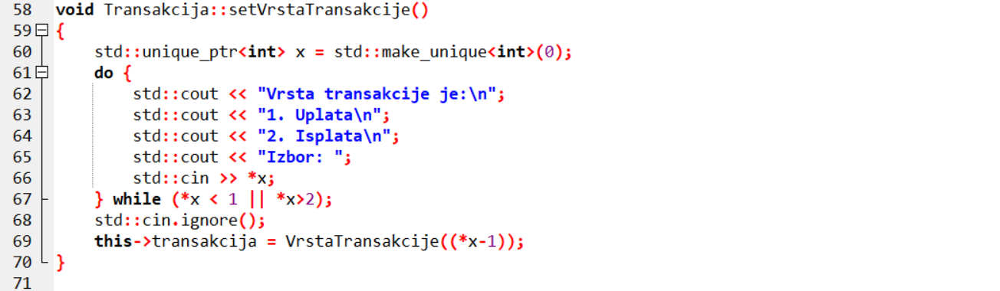 58 void Transakcija::setVrstaTransakcije()
59 {
60 std::unique_ptr<int> x = std::make_unique<int>(0);
61 do {
62 std::cout << "Vrsta transakcije je:\n";
63 std::cout << "1. Uplata\n";
64 std::cout << "2. Isplata\n";
65 std::cout << "Izbor: ";
66 std::cin >> *x;
67 } while (*x < 1 || *x>2);
68 std::cin.ignore();
69 this->transakcija = VrstaTransakcije((*x-1));
70 }
71